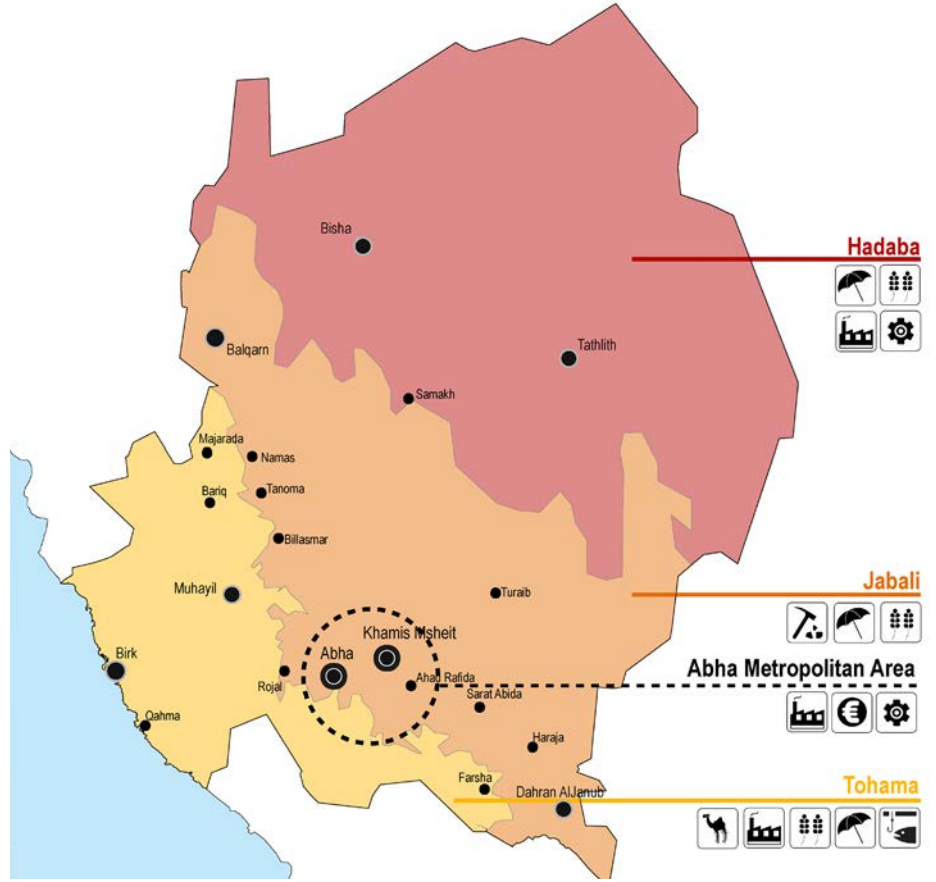 Bisha
Hadaba
Balqarn
Tathlith
Samakh
Majarada
Namas
Bariq
Tanoma
Billasmar
Jabali
Muhayil
Turaib
Khamis Msheit
Abha
Birk
Abha Metropolitan Area
Rojal
Ahad Rafida
Sarat Abida
Qahma
Haraja
Farsha
Tohama
Dahran AlJanub